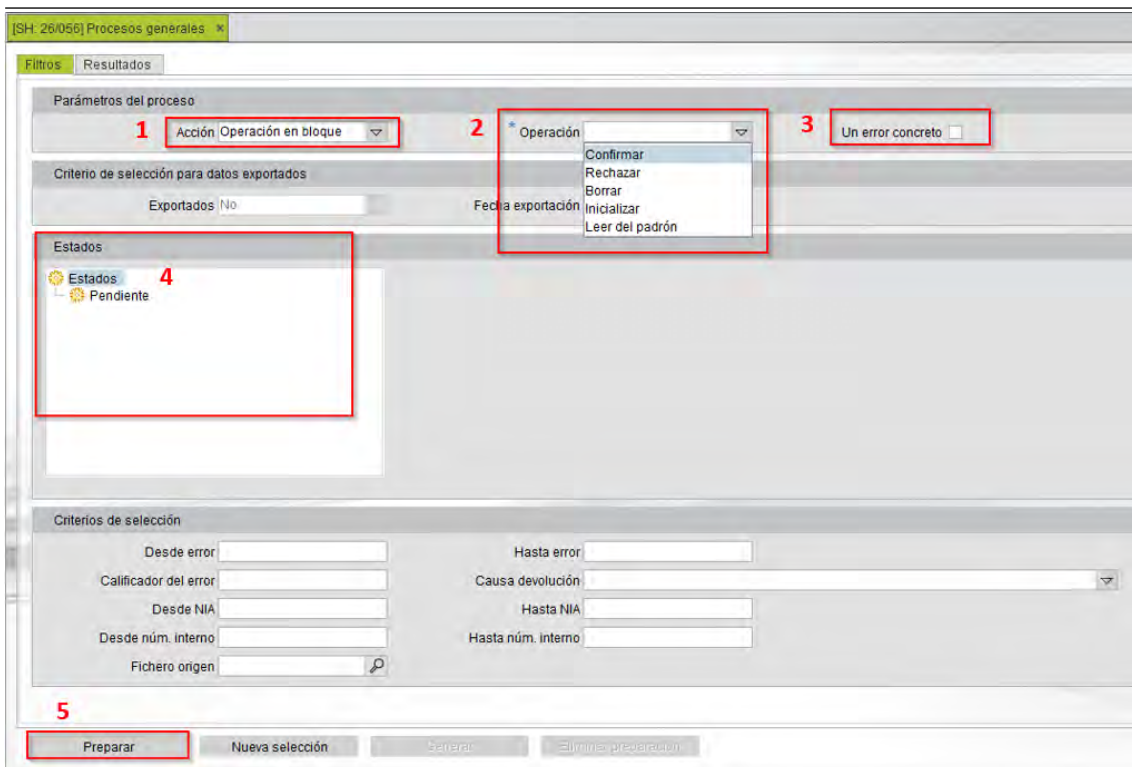 [SH: 26/056] Procesos generales ×
Filtros Resultados
Parámetros del proceso
1 Acción Operación en bloque 2 * Operación 3 Un error concreto
Confirmar
Criterio de selección para datos exportados Rechazar
Borrar
Exportados No Fecha exportación Inicializar
Leer del padrón
Estados
Estados 4
Pendiente
Criterios de selección
Desde error Hasta error
Calificador del error Causa devolución
Desde NIA Hasta NIA
Desde núm. interno Hasta núm. interno
Fichero origen
5
Preparar Nueva selección Generar Eliminar preparación